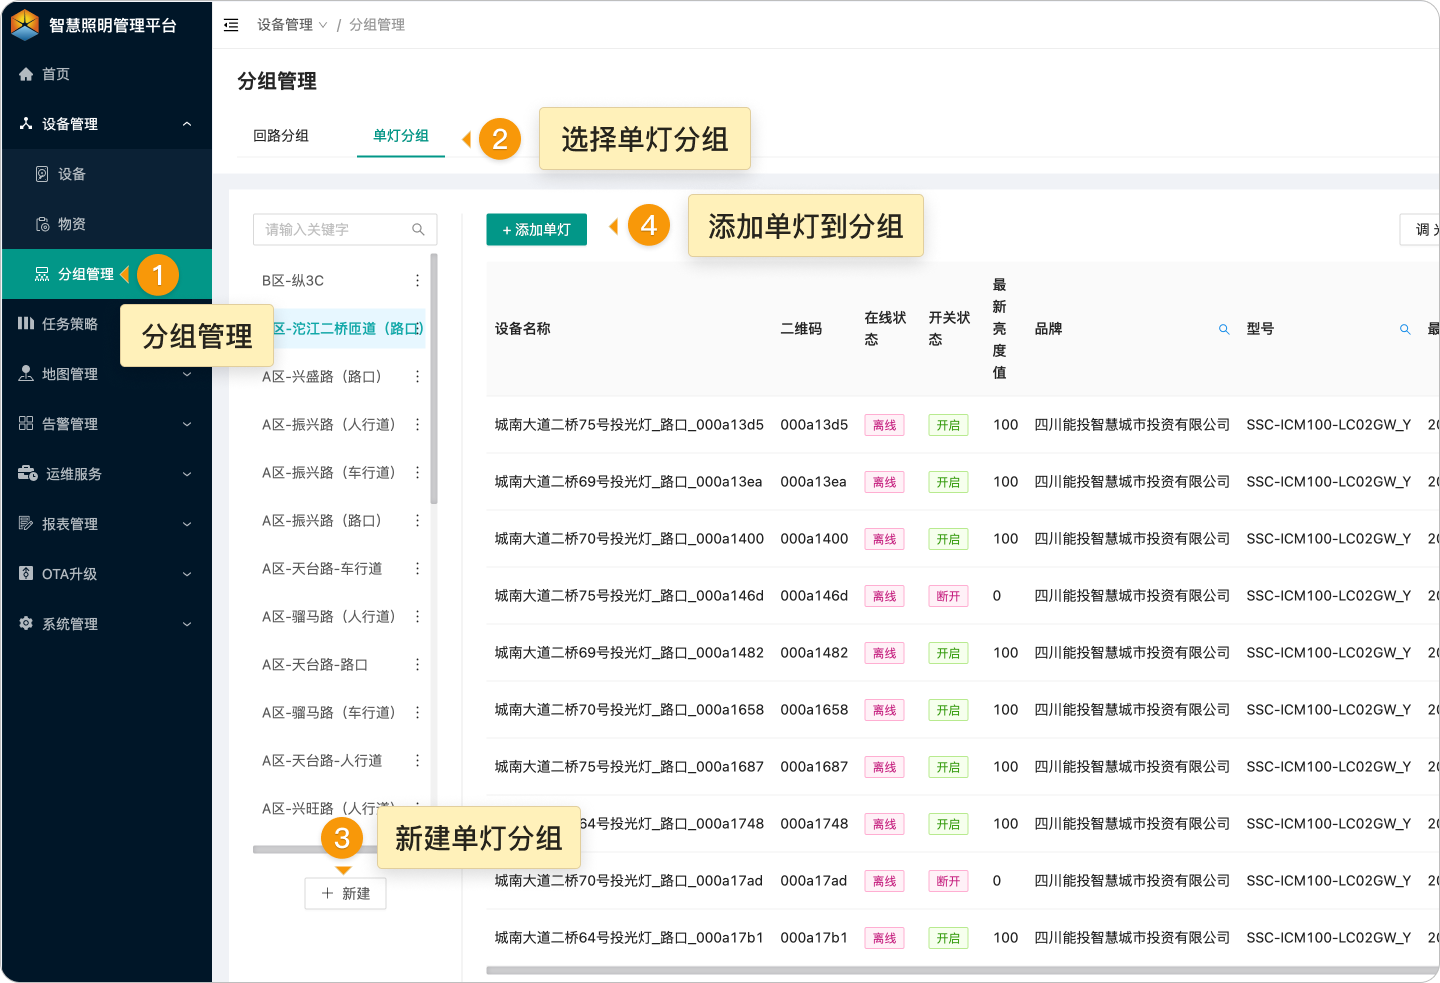 智慧照明管理平台
设备管理 / 分组管理
首页
设备管理
设备
物资
分组管理
1
分组管理
任务策略
地图管理
告警管理
运维服务
报表管理
OTA升级
系统管理
分组管理
回路分组
单灯分组
2
选择单灯分组
请输入关键字
+ 添加单灯
4
添加单灯到分组
调 光
B区-纵3C
区-沱江二桥匝道（路口）
A区-兴盛路（路口）
A区-振兴路（人行道）
A区-振兴路（车行道）
A区-振兴路（路口）
A区-天台路-车行道
A区-骝马路（人行道）
A区-天台路-路口
A区-骝马路（车行道）
A区-天台路-人行道
A区-兴旺路（人行道）
3
新建单灯分组
+ 新建
设备名称 二维码 在线状态 开关状态 最新亮度值 品牌 型号 最
城南大道二桥75号投光灯_路口_000a13d5 000a13d5 离线 开启 100 四川能投智慧城市投资有限公司 SSC-ICM100-LC02GW_Y 20
城南大道二桥69号投光灯_路口_000a13ea 000a13ea 离线 开启 100 四川能投智慧城市投资有限公司 SSC-ICM100-LC02GW_Y 20
城南大道二桥70号投光灯_路口_000a1400 000a1400 离线 开启 100 四川能投智慧城市投资有限公司 SSC-ICM100-LC02GW_Y 20
城南大道二桥75号投光灯_路口_000a146d 000a146d 离线 断开 0 四川能投智慧城市投资有限公司 SSC-ICM100-LC02GW_Y 20
城南大道二桥69号投光灯_路口_000a1482 000a1482 离线 开启 100 四川能投智慧城市投资有限公司 SSC-ICM100-LC02GW_Y 20
城南大道二桥70号投光灯_路口_000a1658 000a1658 离线 开启 100 四川能投智慧城市投资有限公司 SSC-ICM100-LC02GW_Y 20
城南大道二桥75号投光灯_路口_000a1687 000a1687 离线 开启 100 四川能投智慧城市投资有限公司 SSC-ICM100-LC02GW_Y 20
64号投光灯_路口_000a1748 000a1748 离线 开启 100 四川能投智慧城市投资有限公司 SSC-ICM100-LC02GW_Y 20
城南大道二桥70号投光灯_路口_000a17ad 000a17ad 离线 断开 0 四川能投智慧城市投资有限公司 SSC-ICM100-LC02GW_Y 20
城南大道二桥64号投光灯_路口_000a17b1 000a17b1 离线 开启 100 四川能投智慧城市投资有限公司 SSC-ICM100-LC02GW_Y 20